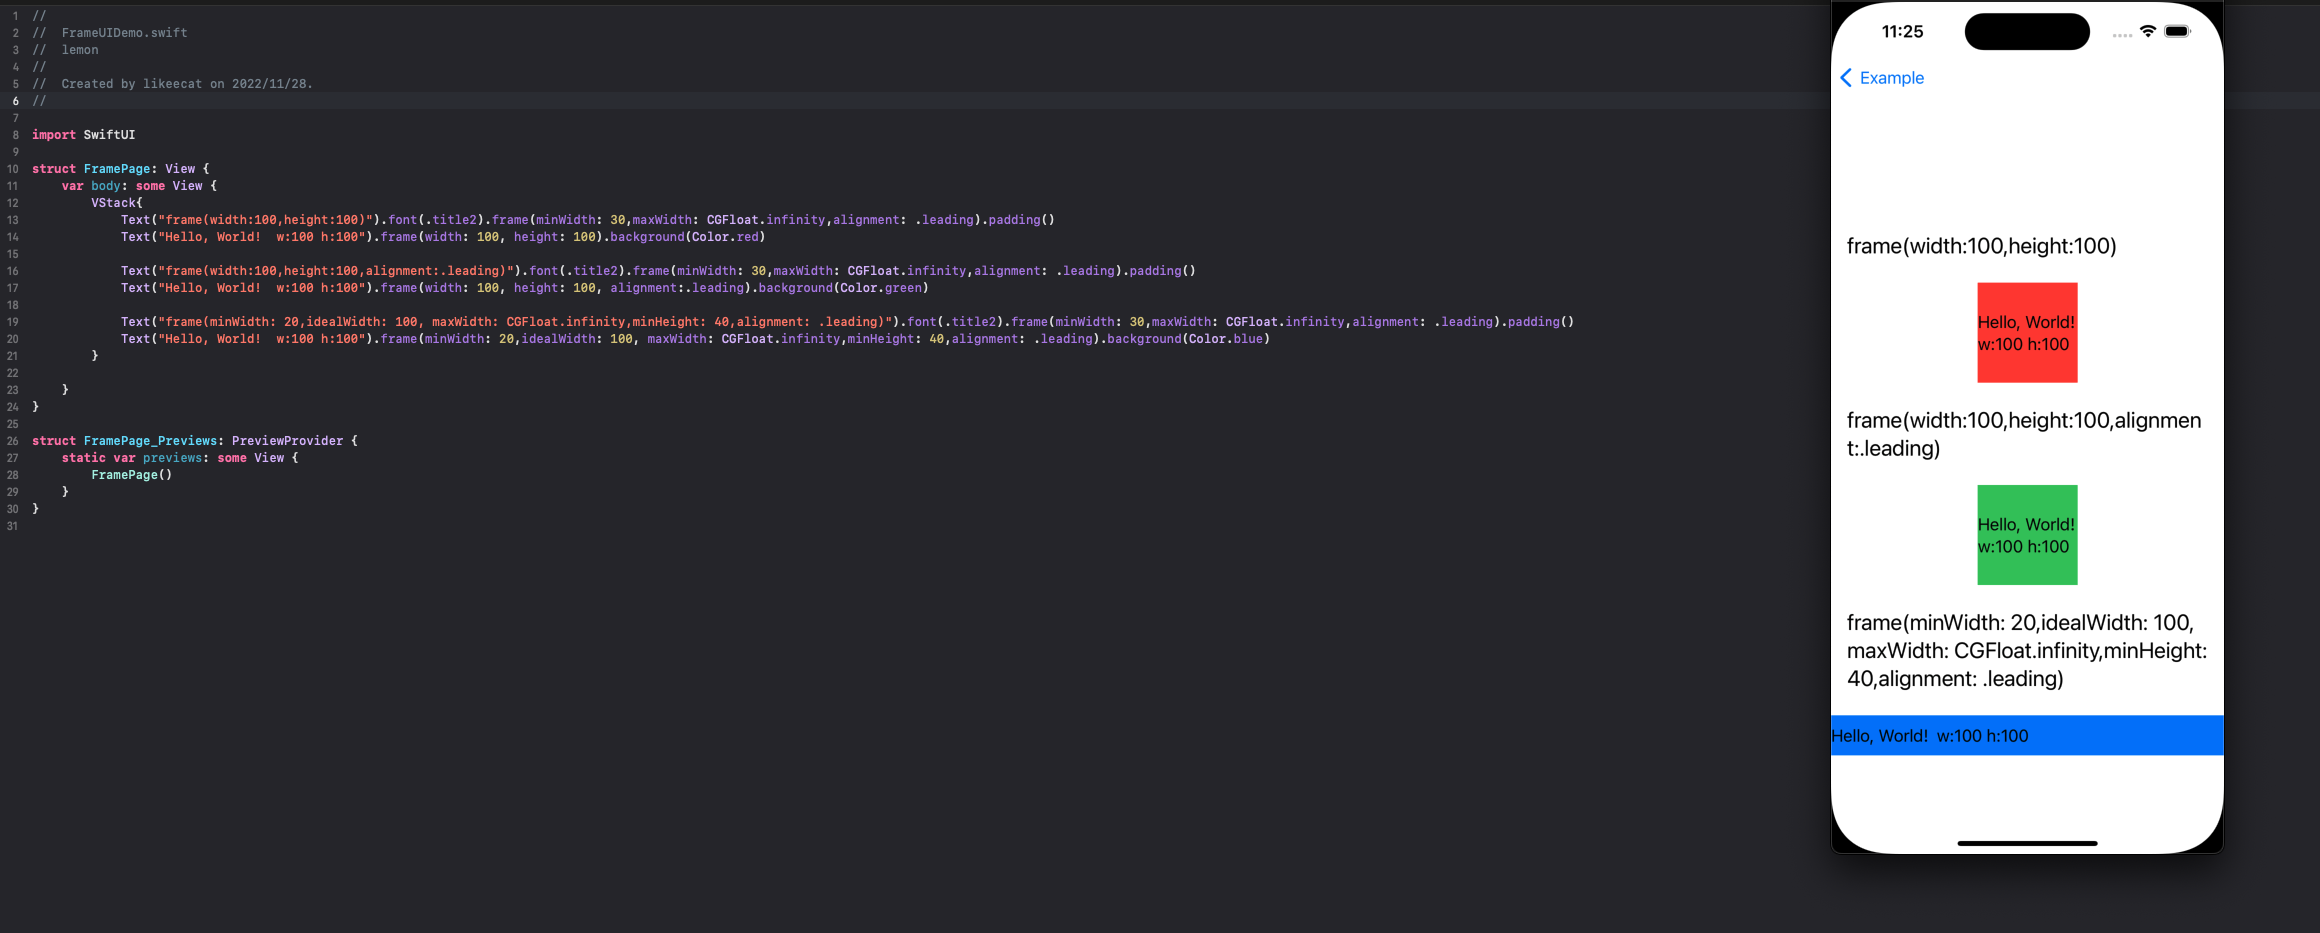 1 //
2 //  FrameUIDemo.swift
3 //  lemon
4 //
5 //  Created by likeecat on 2022/11/28.
6 //
7
8 import SwiftUI
9
10 struct FramePage: View {
11     var body: some View {
12         VStack{
13             Text("frame(width:100,height:100)").font(.title2).frame(minWidth: 30,maxWidth: CGFloat.infinity,alignment: .leading).padding()
14             Text("Hello, World!  w:100 h:100").frame(width: 100, height: 100).background(Color.red)
15
16             Text("frame(width:100,height:100,alignment:.leading)").font(.title2).frame(minWidth: 30,maxWidth: CGFloat.infinity,alignment: .leading).padding()
17             Text("Hello, World!  w:100 h:100").frame(width: 100, height: 100, alignment:.leading).background(Color.green)
18
19             Text("frame(minWidth: 20,idealWidth: 100, maxWidth: CGFloat.infinity,minHeight: 40,alignment: .leading)").font(.title2).frame(minWidth: 30,maxWidth: CGFloat.infinity,alignment: .leading).padding()
20             Text("Hello, World!  w:100 h:100").frame(minWidth: 20,idealWidth: 100, maxWidth: CGFloat.infinity,minHeight: 40,alignment: .leading).background(Color.blue)
21         }
22
23     }
24 }
25
26 struct FramePage_Previews: PreviewProvider {
27     static var previews: some View {
28         FramePage()
29     }
30 }
31
11:25
Example
frame(width:100,height:100)
Hello, World!
w:100 h:100
frame(width:100,height:100,alignmen
t:.leading)
Hello, World!
w:100 h:100
frame(minWidth: 20,idealWidth: 100,
maxWidth: CGFloat.infinity,minHeight:
40,alignment: .leading)
Hello, World!  w:100 h:100